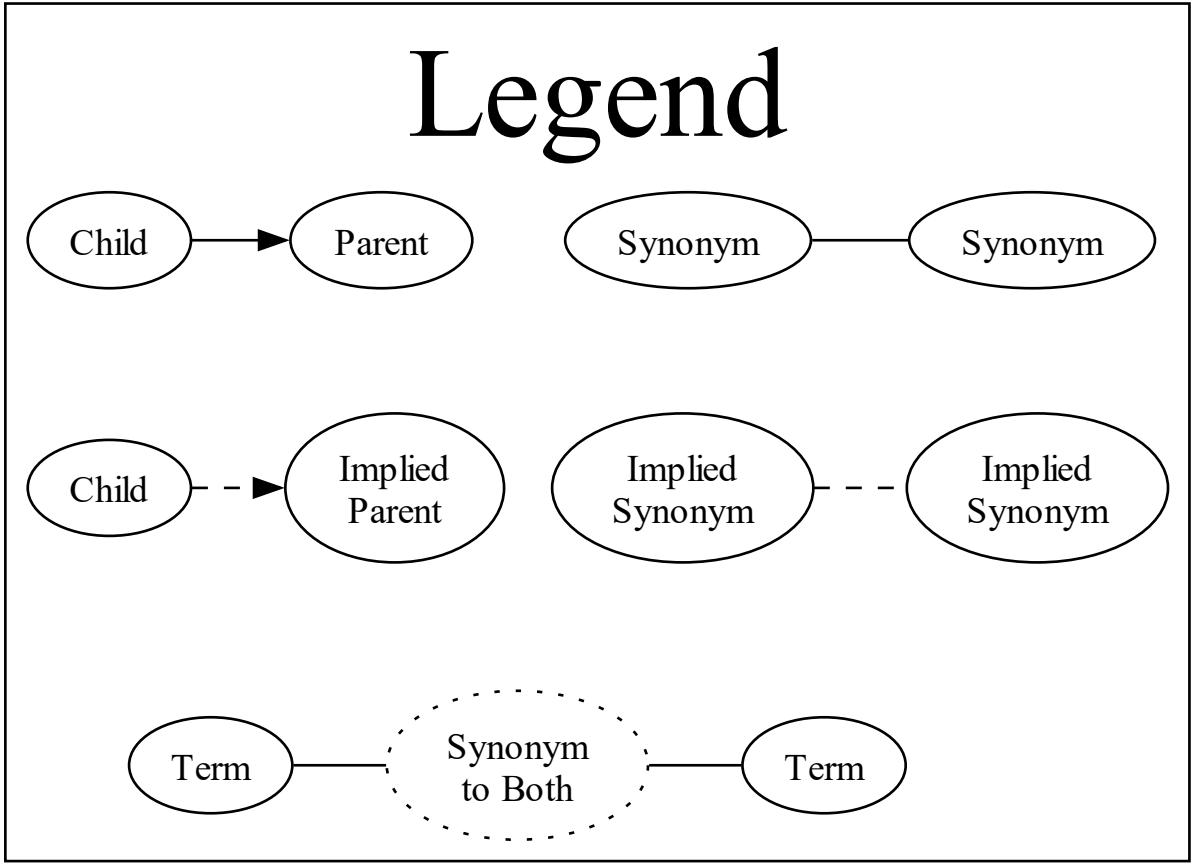 Legend
Child
Parent
Synonym
Synonym
Child
Implied
Parent
Implied
Synonym
Implied
Synonym
Term
Synonym
to Both
Term